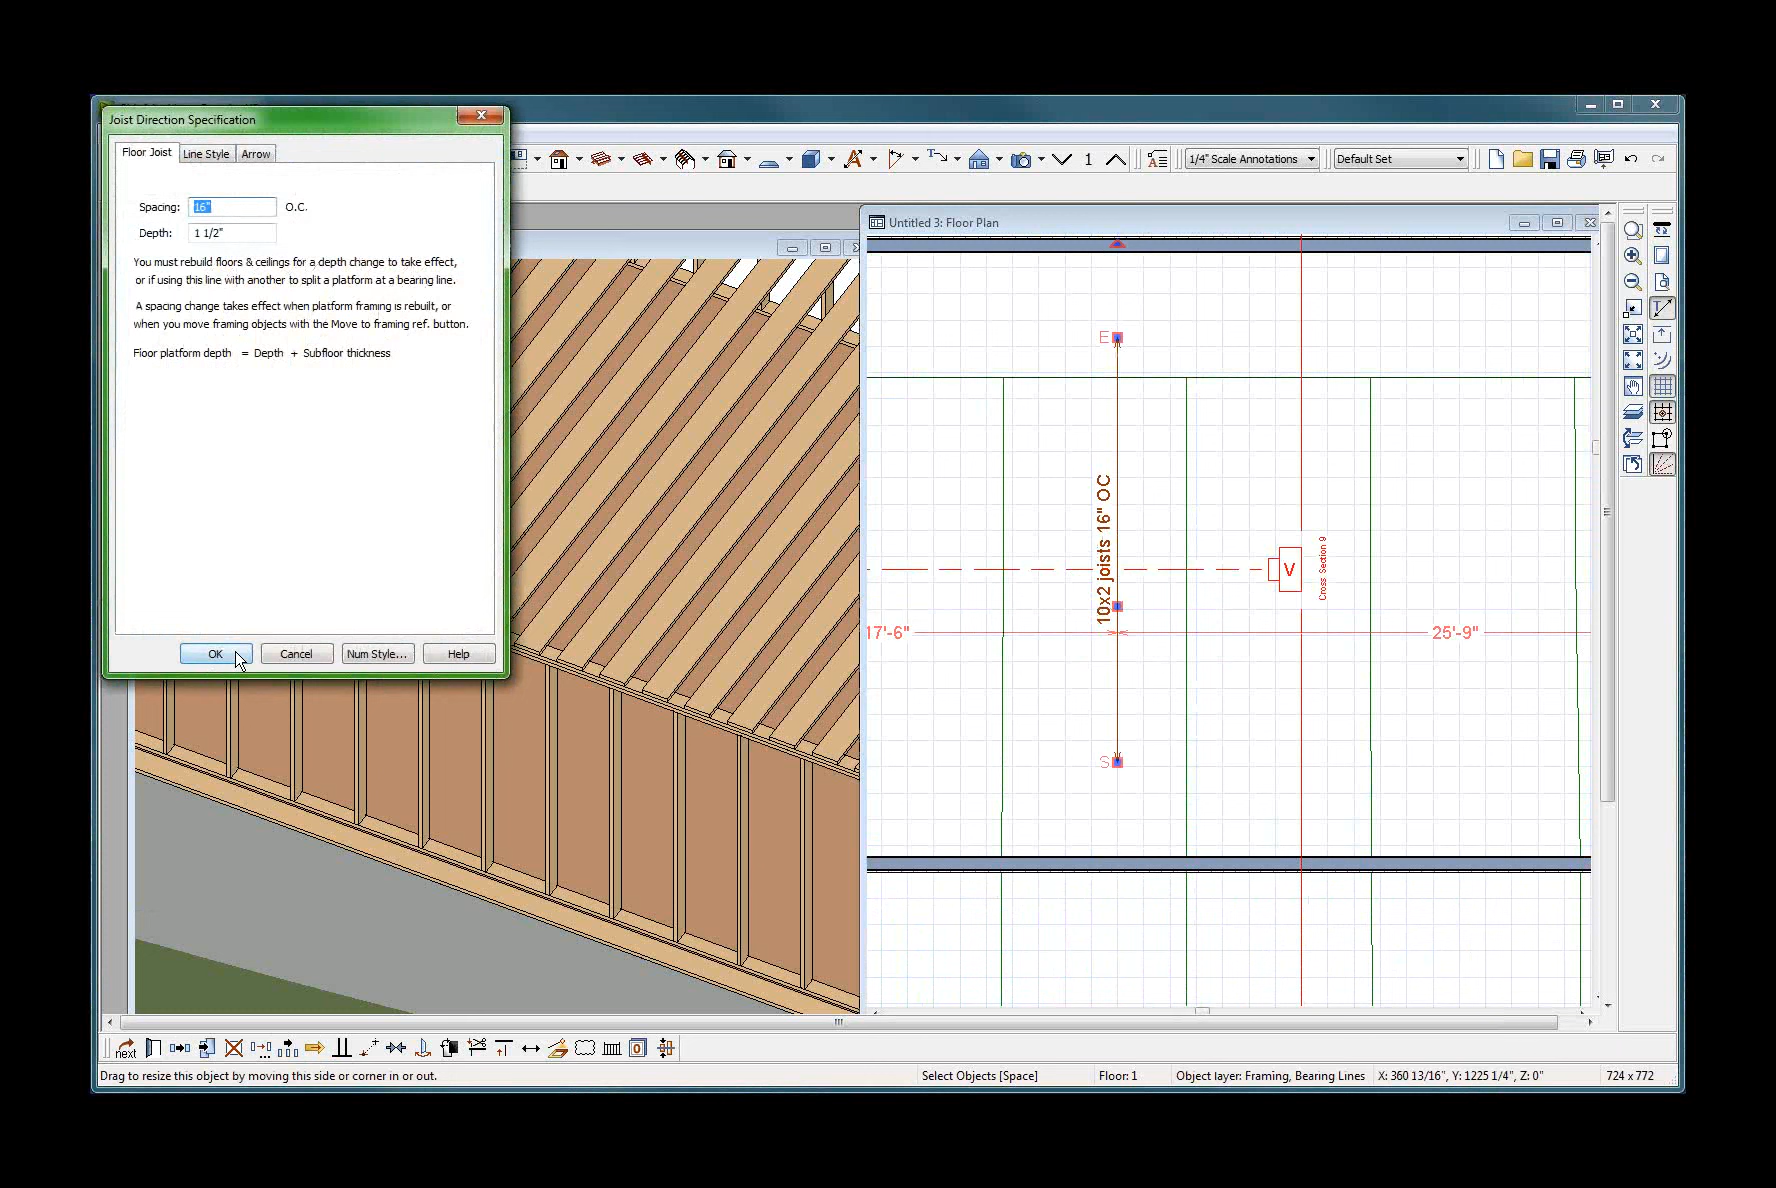 Joist Direction Specification
Floor Joist
Line Style
Arrow
Spacing: 16" O.C.
Depth: 1 1/2"
You must rebuild floors & ceilings for a depth change to take effect,
or if using this line with another to split a platform at a bearing line.
A spacing change takes effect when platform framing is rebuilt, or
when you move framing objects with the Move to framing ref. button.
Floor platform depth = Depth + Subfloor thickness
OK
Cancel
Num Style...
Help
1
1/4" Scale Annotations
Default Set
Untitled 3: Floor Plan
E
10x2 joists 16" OC
V
Cross Section 9
17'-6"
25'-9"
S
next
Drag to resize this object by moving this side or corner in or out.
Select Objects [Space]
Floor: 1
Object layer: Framing, Bearing Lines
X: 360 13/16", Y: 1225 1/4", Z: 0"
724 x 772